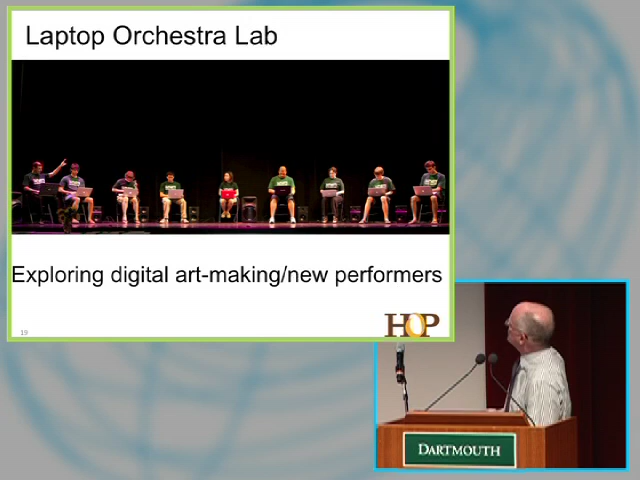 Laptop Orchestra Lab
Exploring digital art-making/new performers
19
HOP
DARTMOUTH